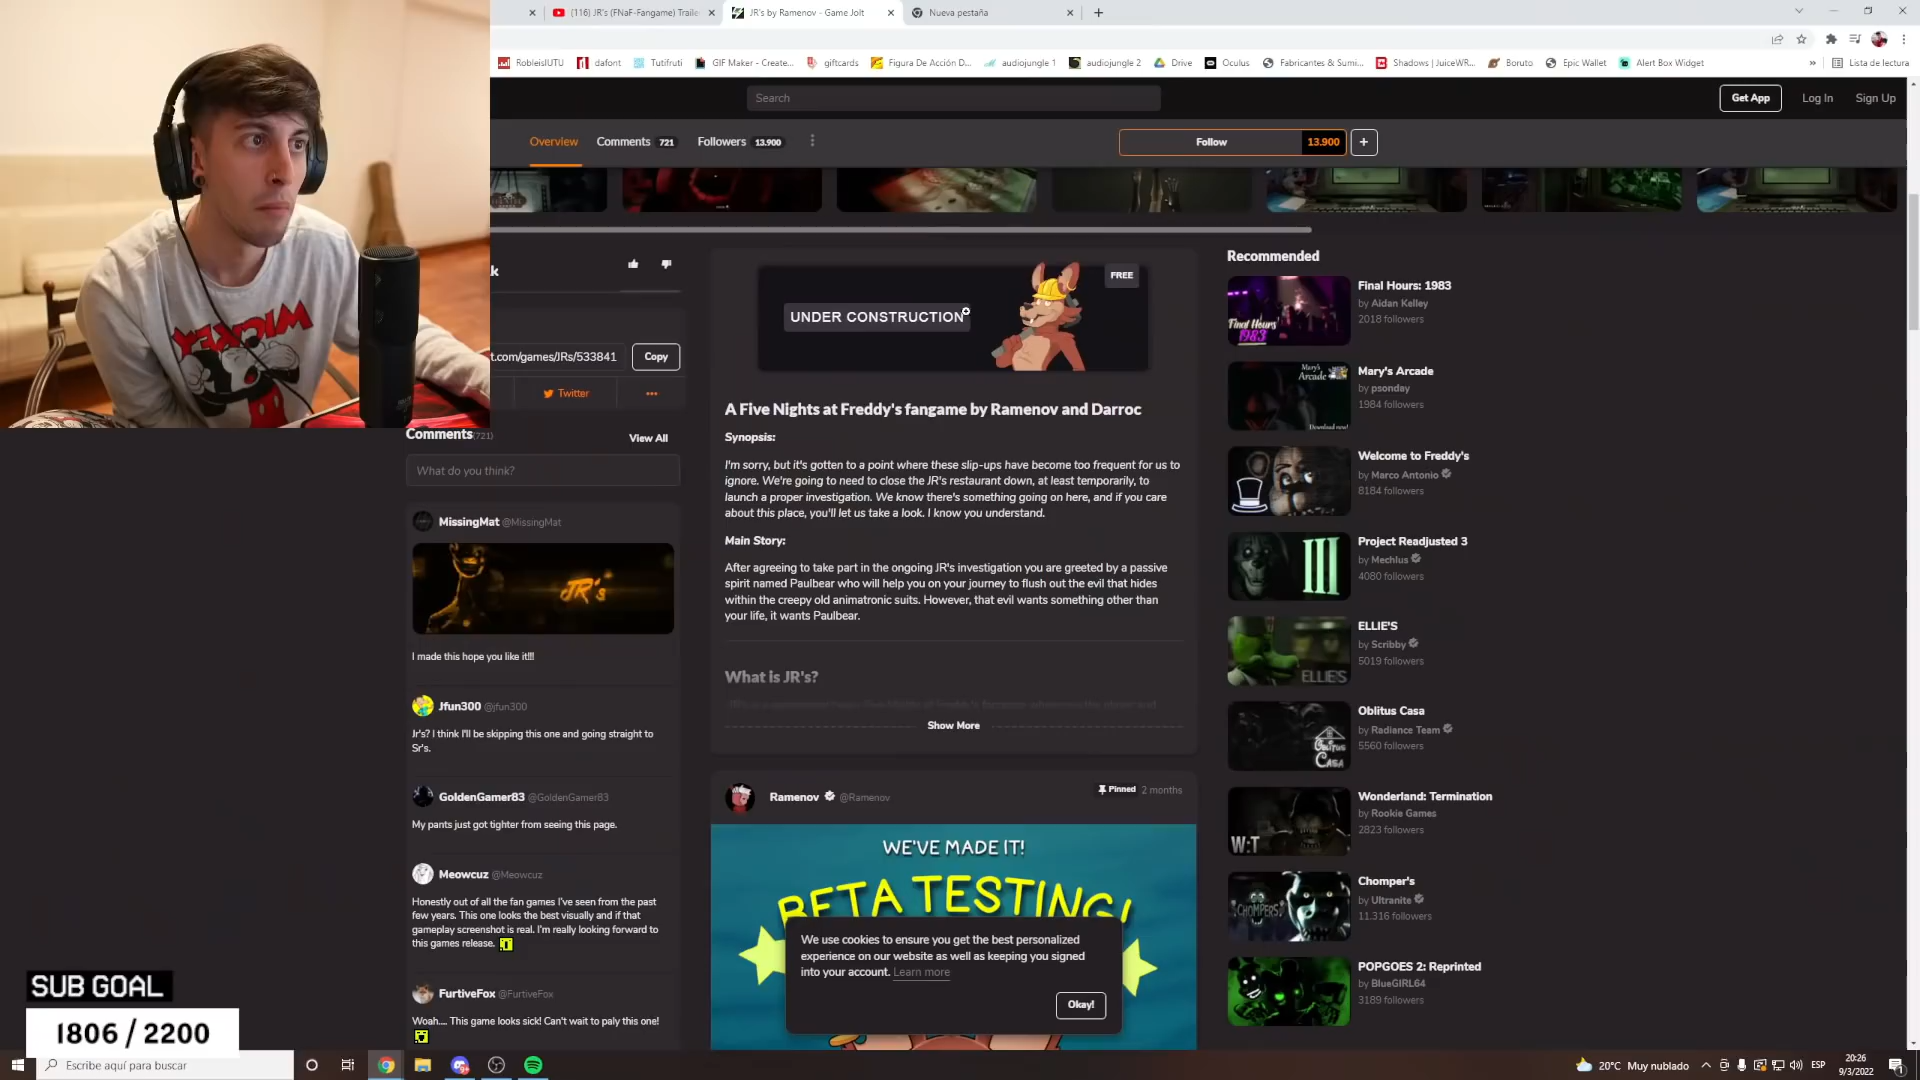 (116) JR's (FNaF-Fangame) Traile
JR's by Ramenov - Game Jolt
Nueva pestaña
RobleisIUTU
dafont
Tutifruti
GIF Maker - Create...
giftcards
Figura De Acción D...
audiojungle 1
audiojungle 2
Drive
Oculus
Fabricantes & Sumi...
Shadows | JuiceWR...
Boruto
Epic Wallet
Alert Box Widget
»
Lista de lectura
Search
Get App
Log In
Sign Up
Overview
Comments 721
Followers 13.900
Follow 13.900
k
t.com/games/JRs/533841
Copy
Twitter
Comments (721)
View All
What do you think?
MissingMat @MissingMat
JR's
I made this hope you like it!!!
Jfun300 @jfun300
Jr's? I think I'll be skipping this one and going straight to
Sr's.
GoldenGamer83 @GoldenGamer83
My pants just got tighter from seeing this page.
Meowcuz @Meowcuz
Honestly out of all the fan games I've seen from the past
few years. This one looks the best visually and if that
gameplay screenshot is real. I'm really looking forward to
this games release.
FurtiveFox @FurtiveFox
Woah.... This game looks sick! Can't wait to paly this one!
UNDER CONSTRUCTION
FREE
A Five Nights at Freddy's fangame by Ramenov and Darroc
Synopsis:
I'm sorry, but it's gotten to a point where these slip-ups have become too frequent for us to
ignore. We're going to need to close the JR's restaurant down, at least temporarily, to
launch a proper investigation. We know there's something going on here, and if you care
about this place, you'll let us take a look. I know you understand.
Main Story:
After agreeing to take part in the ongoing JR's investigation you are greeted by a passive
spirit named Paulbear who will help you on your journey to flush out the evil that hides
within the creepy old animatronic suits. However, that evil wants something other than
your life, it wants Paulbear.
What is JR's?
Show More
Ramenov @Ramenov
Pinned 2 months
WE'VE MADE IT!
BETA TESTING!
We use cookies to ensure you get the best personalized
experience on our website as well as keeping you signed
into your account. Learn more
Okay!
Recommended
Final Hours 1983
Final Hours: 1983
by Aidan Kelley
2018 followers
Mary's Arcade
Download now!
Mary's Arcade
by psonday
1984 followers
Welcome to Freddy's
by Marco Antonio
8184 followers
III
Project Readjusted 3
by Mechlus
4080 followers
ELLIE'S
ELLIE'S
by Scribby
5019 followers
OBLITUS CASA
Oblitus Casa
by Radiance Team
5560 followers
W:T
Wonderland: Termination
by Rookie Games
2823 followers
CHOMPERS
Chomper's
by Ultranite
11.316 followers
POPGOES 2: Reprinted
by BlueGIRL64
3189 followers
SUB GOAL
1806 / 2200
Escribe aquí para buscar
20°C Muy nublado
ESP
20:26
9/3/2022